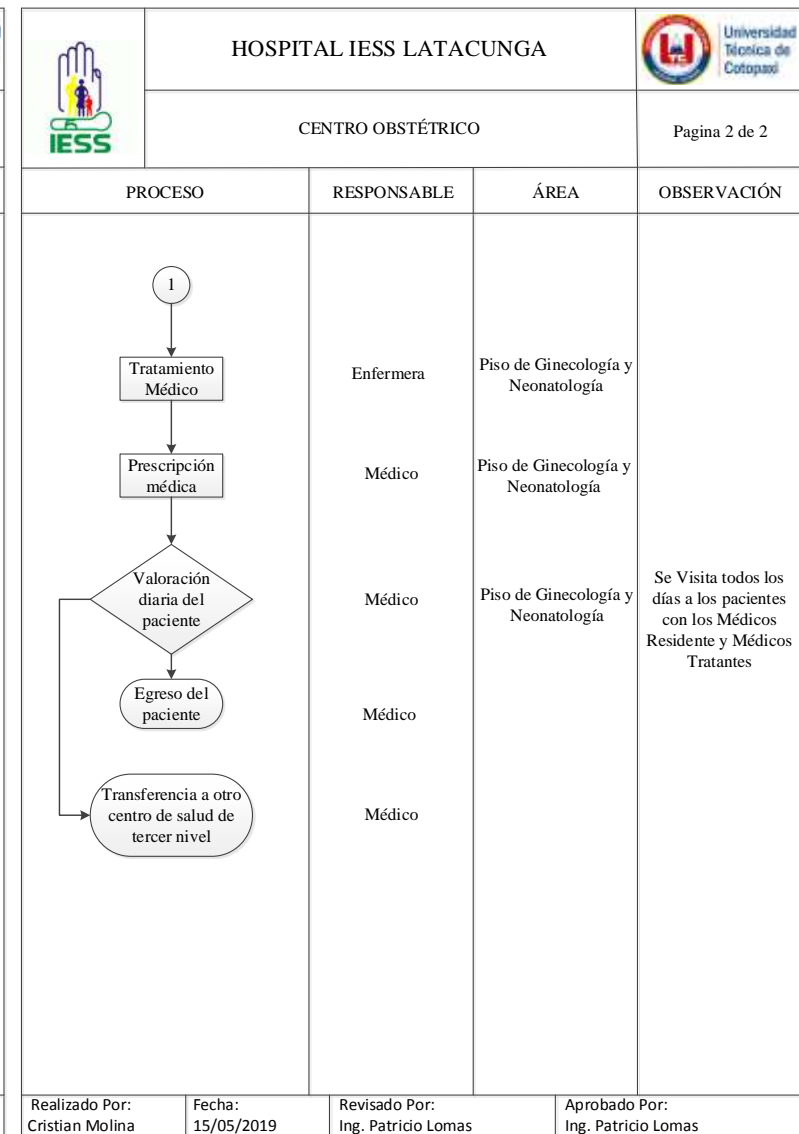 IESS
HOSPITAL IESS LATACUNGA
UTC
Universidad
Técnica de
Cotopaxi
CENTRO OBSTÉTRICO
Pagina 2 de 2
PROCESO
RESPONSABLE
ÁREA
OBSERVACIÓN
1
Tratamiento
Médico
Enfermera
Piso de Ginecología y
Neonatología
Prescripción
médica
Médico
Piso de Ginecología y
Neonatología
Valoración
diaria del
paciente
Médico
Piso de Ginecología y
Neonatología
Se Visita todos los
días a los pacientes
con los Médicos
Residente y Médicos
Tratantes
Egreso del
paciente
Médico
Transferencia a otro
centro de salud de
tercer nivel
Médico
Realizado Por:
Cristian Molina
Fecha:
15/05/2019
Revisado Por:
Ing. Patricio Lomas
Aprobado Por:
Ing. Patricio Lomas